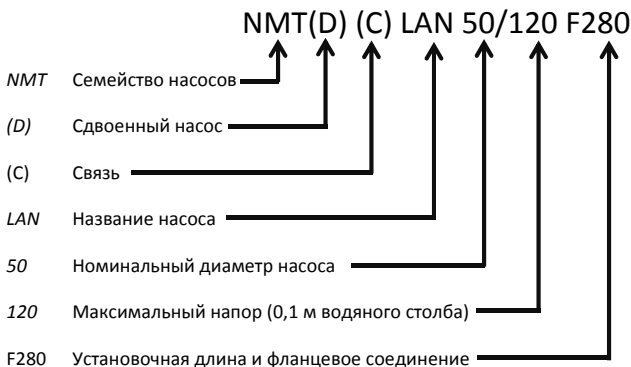 NMT(D) (C) LAN 50/120 F280
NMT Семейство насосов
(D) Сдвоенный насос
(C) Связь
LAN Название насоса
50 Номинальный диаметр насоса
120 Максимальный напор (0,1 м водяного столба)
F280 Установочная длина и фланцевое соединение